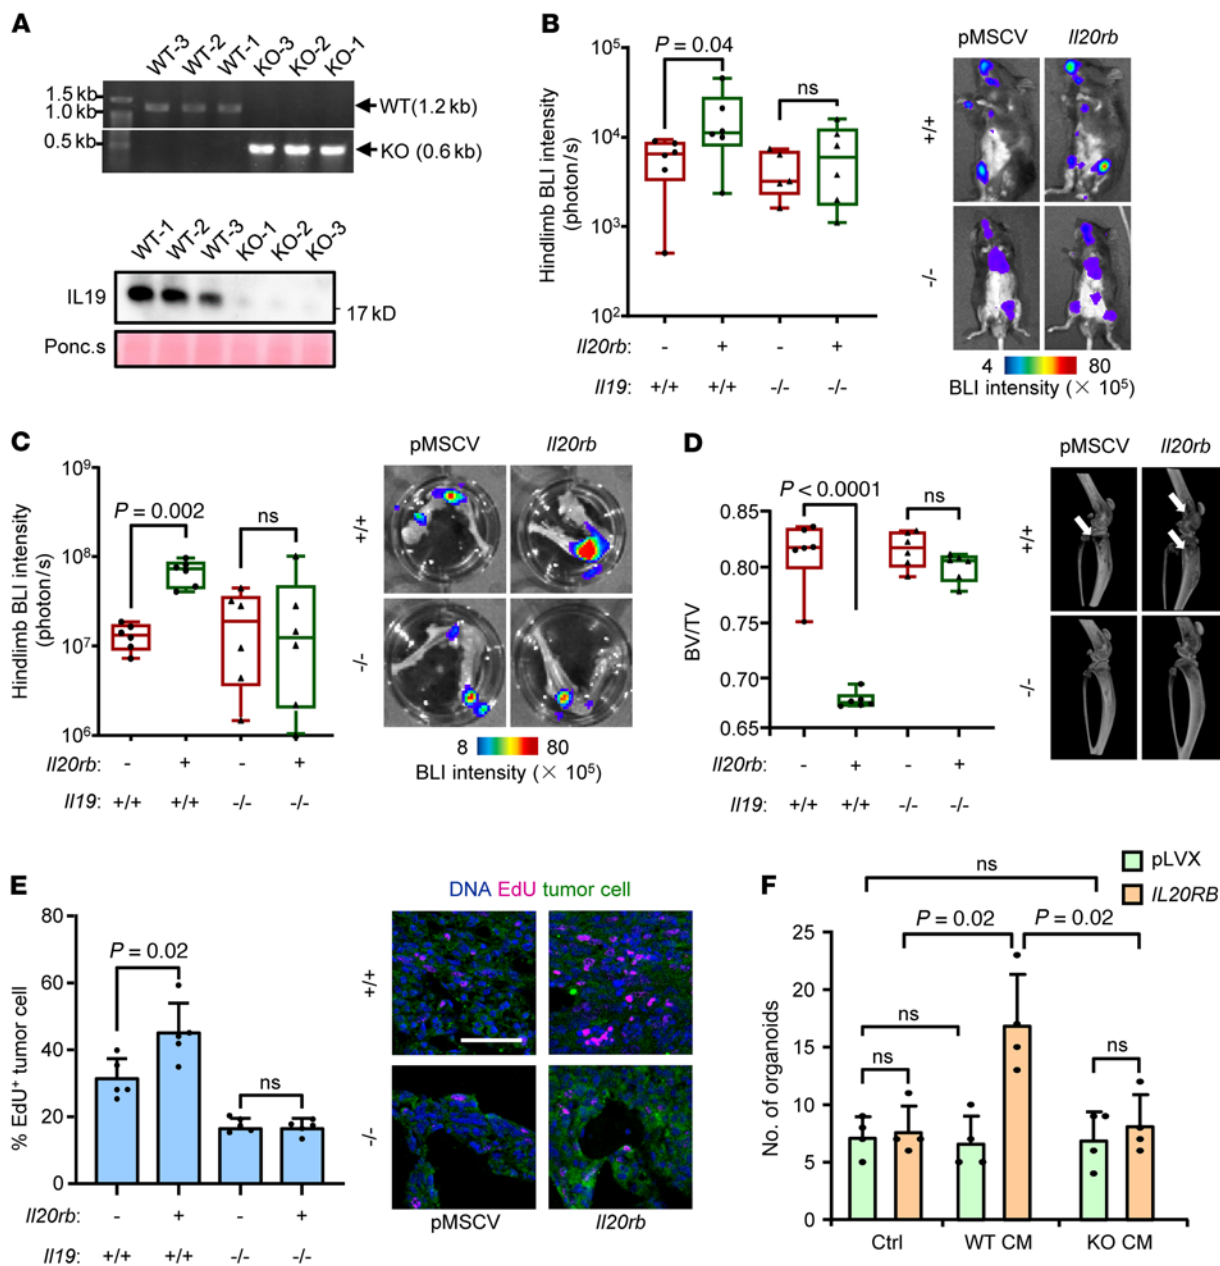 A
WT-3 WT-2 WT-1 KO-3 KO-2 KO-1
1.5 kb
1.0 kb
WT(1.2 kb)
0.5 kb
KO (0.6 kb)
WT-1 WT-2 WT-3 KO-1 KO-2 KO-3
IL19
17 kD
Ponc.s
B
Hindlimb BLI intensity
(photon/s)
10⁵
10⁴
10³
10²
P = 0.04
ns
Il20rb: - + - +
Il19: +/+ +/+ -/- -/-
pMSCV Il20rb
+/+
-/-
4 80
BLI intensity (× 10⁵)
C
Hindlimb BLI intensity
(photon/s)
10⁹
10⁸
10⁷
10⁶
P = 0.002
ns
Il20rb: - + - +
Il19: +/+ +/+ -/- -/-
pMSCV Il20rb
+/+
-/-
8 80
BLI intensity (× 10⁵)
D
BV/TV
0.85
0.80
0.75
0.70
0.65
P < 0.0001
ns
Il20rb: - + - +
Il19: +/+ +/+ -/- -/-
pMSCV Il20rb
+/+
-/-
E
% EdU⁺ tumor cell
80
60
40
20
0
P = 0.02
ns
Il20rb: - + - +
Il19: +/+ +/+ -/- -/-
DNA EdU tumor cell
+/+
-/-
pMSCV Il20rb
F
pLVX
IL20RB
No. of organoids
25
20
15
10
5
0
ns
P = 0.02 P = 0.02
ns
ns
ns
Ctrl WT CM KO CM